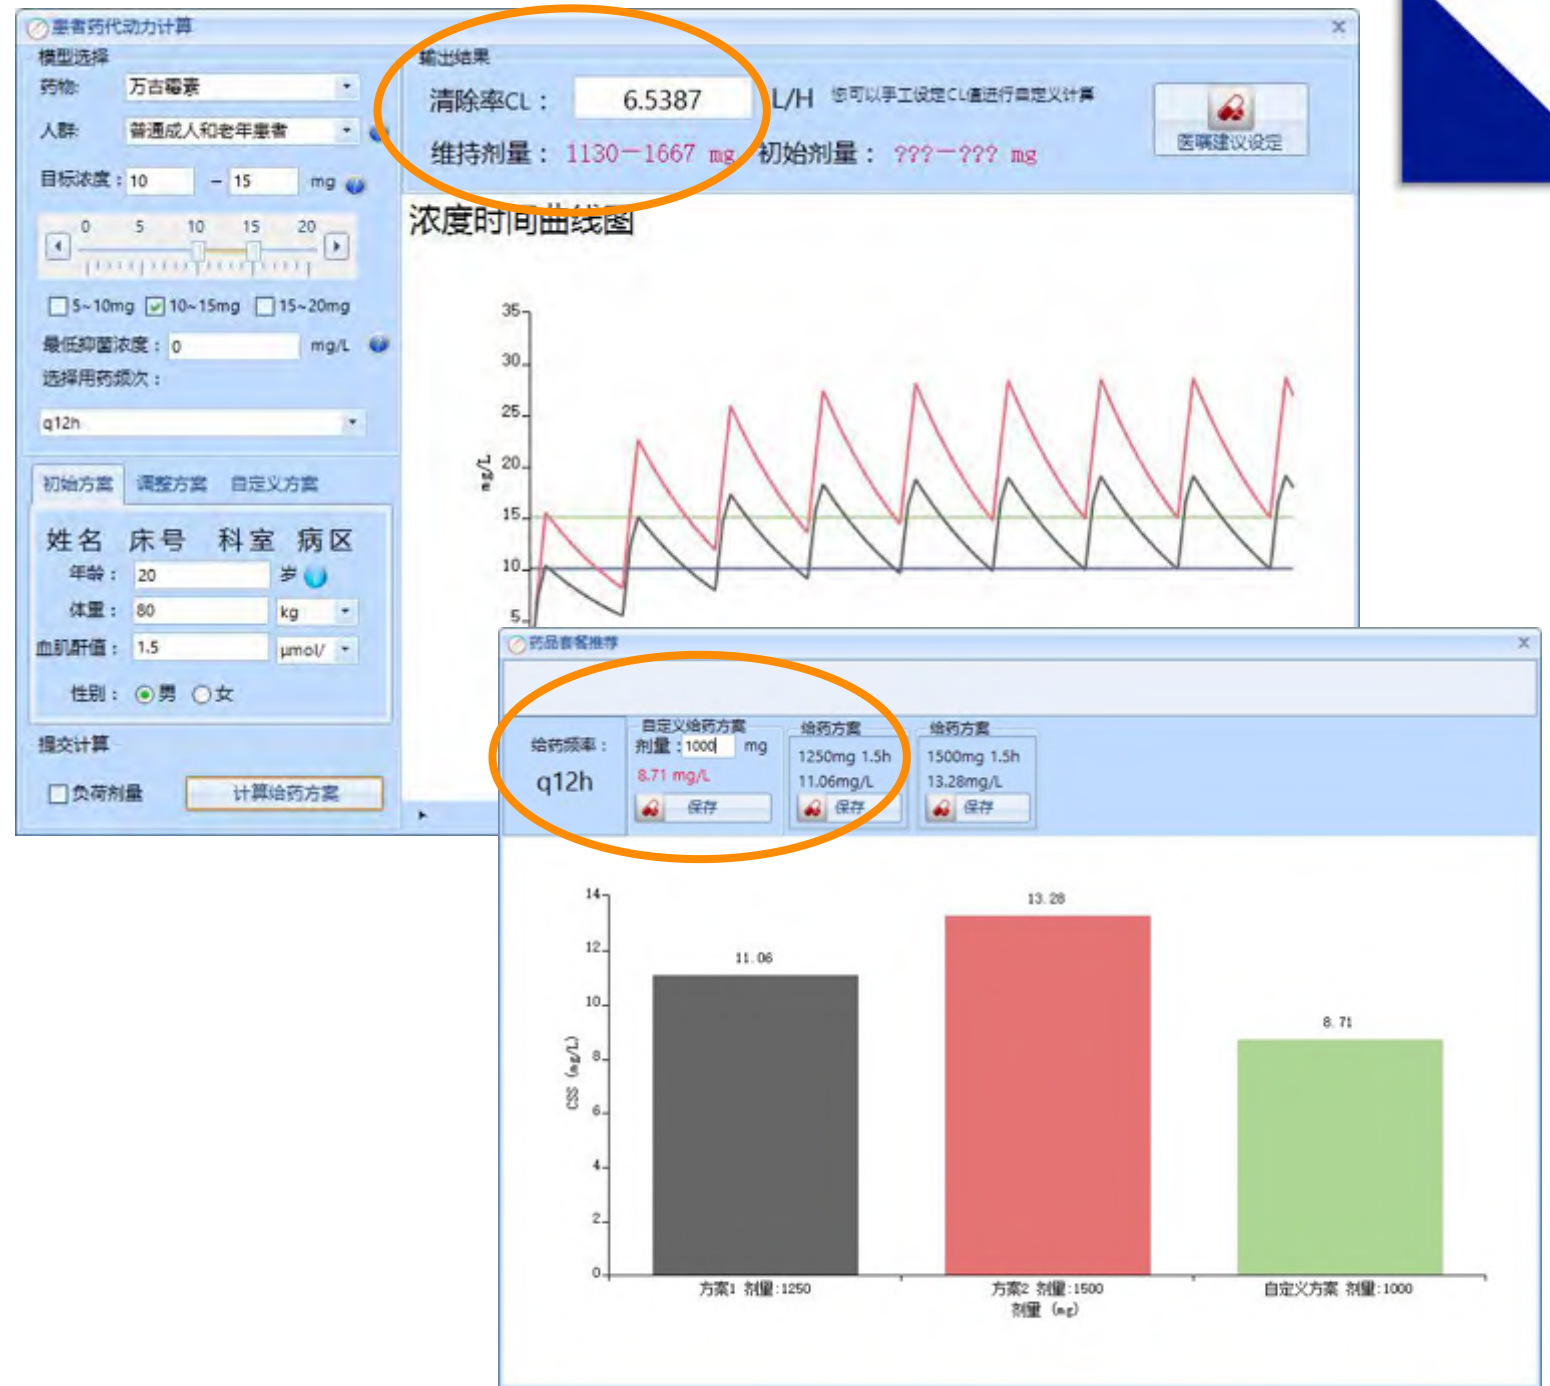 患者药代动力计算
模型选择
药物: 万古霉素
人群: 普通成人和老年患者
目标浓度: 10 - 15 mg
0 5 10 15 20
5~10mg 10~15mg 15~20mg
最低抑菌浓度: 0 mg/L
选择用药频次:
q12h
初始方案 调整方案 自定义方案
姓名 床号 科室 病区
年龄: 20 岁
体重: 80 kg
血肌酐值: 1.5 μmol/
性别: 男 女
提交计算
负荷剂量 计算给药方案
输出结果
清除率CL: 6.5387 L/H 您可以手工设定CL值进行自定义计算
维持剂量: 1130—1667 mg 初始剂量: ???—??? mg
医嘱建议设定
浓度时间曲线图
35
30
25
20
15
10
5
mg/L
药品套餐推荐
给药频率:
q12h
自定义给药方案
剂量: 1000 mg
8.71 mg/L
保存
给药方案
1250mg 1.5h
11.06mg/L
保存
给药方案
1500mg 1.5h
13.28mg/L
保存
14
12
10
8
6
4
2
0
CSS (mg/L)
11.06
13.28
8.71
方案1 剂量:1250
方案2 剂量:1500
自定义方案 剂量:1000
剂量 (mg)